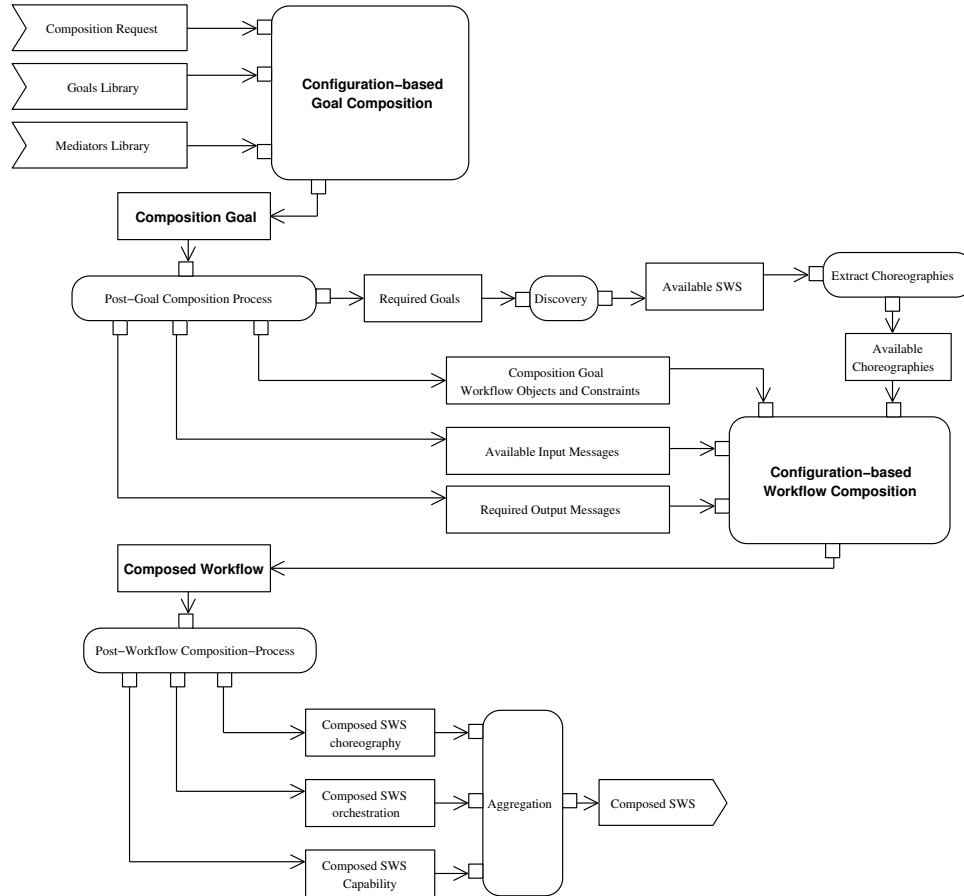 Composition Request
Goals Library
Mediators Library
Configuration−based
Goal Composition
Composition Goal
Post−Goal Composition Process
Required Goals
Discovery
Available SWS
Extract Choreographies
Available
Choreographies
Composition Goal
Workflow Objects and Constraints
Available Input Messages
Required Output Messages
Configuration−based
Workflow Composition
Composed Workflow
Post−Workflow Composition−Process
Composed SWS
choreography
Composed SWS
orchestration
Composed SWS
Capability
Aggregation
Composed SWS